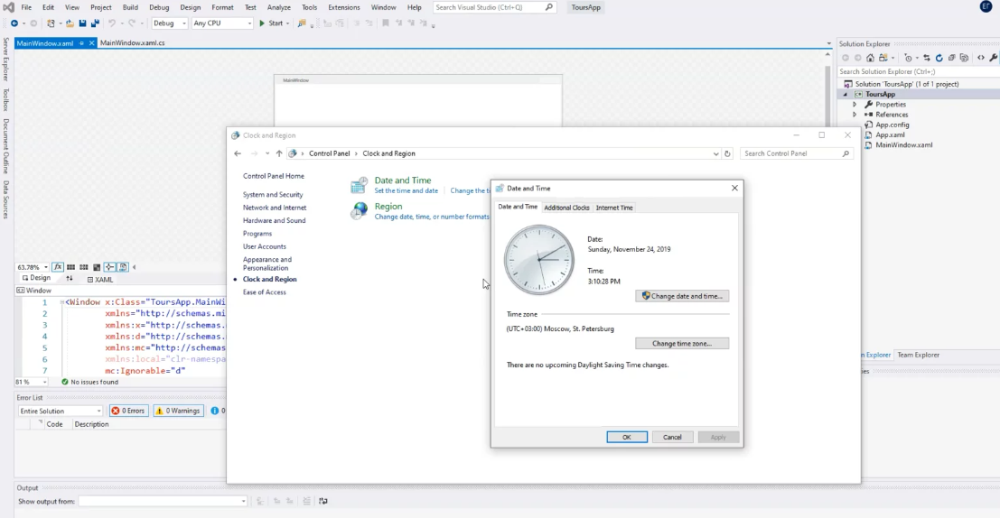 File Edit View Project Build Debug Design Format Test Analyze Tools Extensions Window Help Search Visual Studio (Ctrl+Q) ToursApp ЕГ
Debug Any CPU Start
MainWindow.xaml MainWindow.xaml.cs
Server Explorer
Toolbox
Document Outline
Data Sources
MainWindow
Solution Explorer
Search Solution Explorer (Ctrl+;)
Solution 'ToursApp' (1 of 1 project)
ToursApp
Properties
References
App.config
App.xaml
MainWindow.xaml
Clock and Region
Control Panel Clock and Region Search Control Panel
Control Panel Home
System and Security
Network and Internet
Hardware and Sound
Programs
User Accounts
Appearance and
Personalization
Clock and Region
Ease of Access
Date and Time
Set the time and date Change the ti
Region
Change date, time, or number formats
Date and Time
Date and Time Additional Clocks Internet Time
Date:
Sunday, November 24, 2019
Time:
3:10:28 PM
Change date and time...
Time zone
(UTC+03:00) Moscow, St. Petersburg
Change time zone...
There are no upcoming Daylight Saving Time changes.
OK Cancel Apply
63.78%
Design XAML
Window
1 <Window x:Class="ToursApp.MainWi
2 xmlns="http://schemas.mi
3 xmlns:x="http://schemas.
4 xmlns:d="http://schemas.
5 xmlns:mc="http://schemas
6 xmlns:local="clr-namespa
7 mc:Ignorable="d"
81 % No issues found
n Explorer Team Explorer
ies
Error List
Entire Solution 0 Errors 0 Warnings 0
Code Description
Output
Show output from: